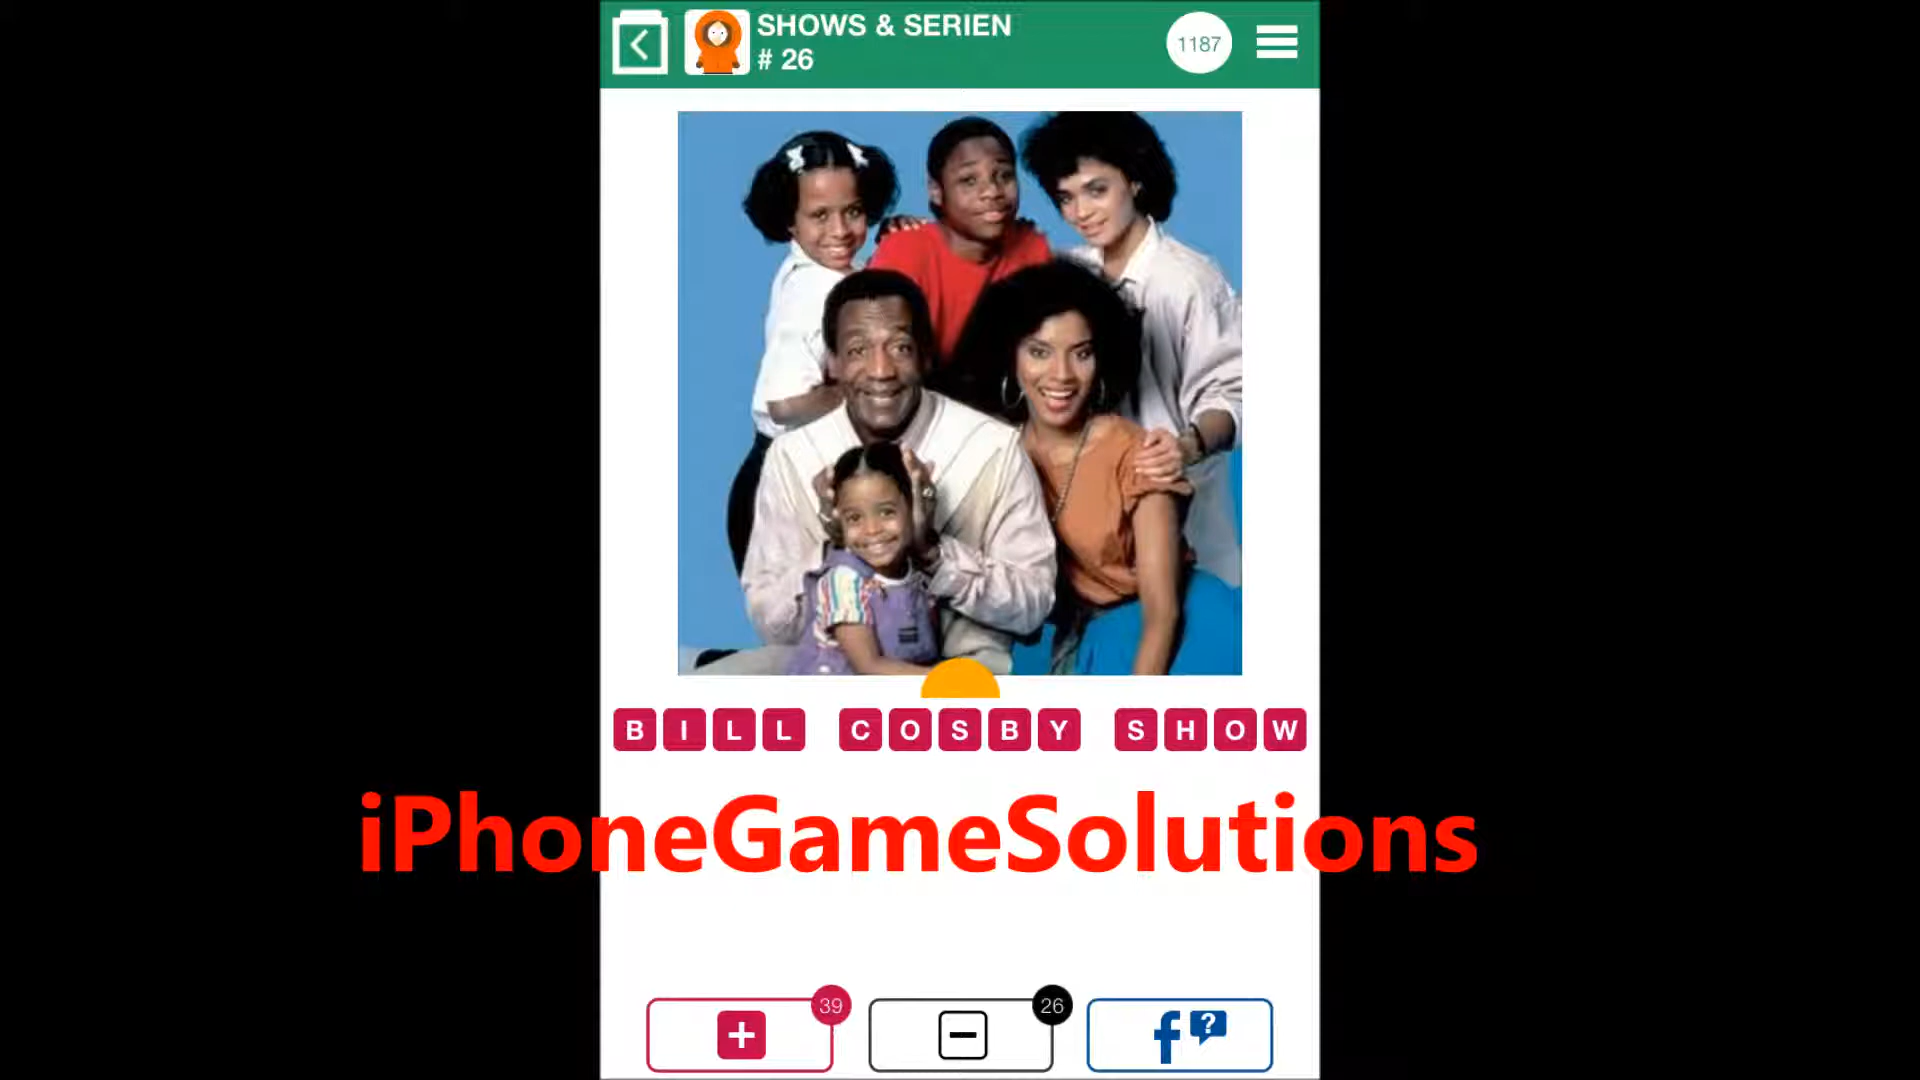 SHOWS & SERIEN
# 26
1187
BILL COSBY SHOW
iPhoneGameSolutions
39
26
f ?